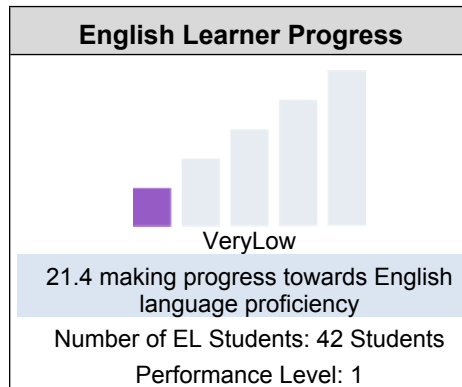 English Learner Progress
VeryLow
21.4 making progress towards English
language proficiency
Number of EL Students: 42 Students
Performance Level: 1